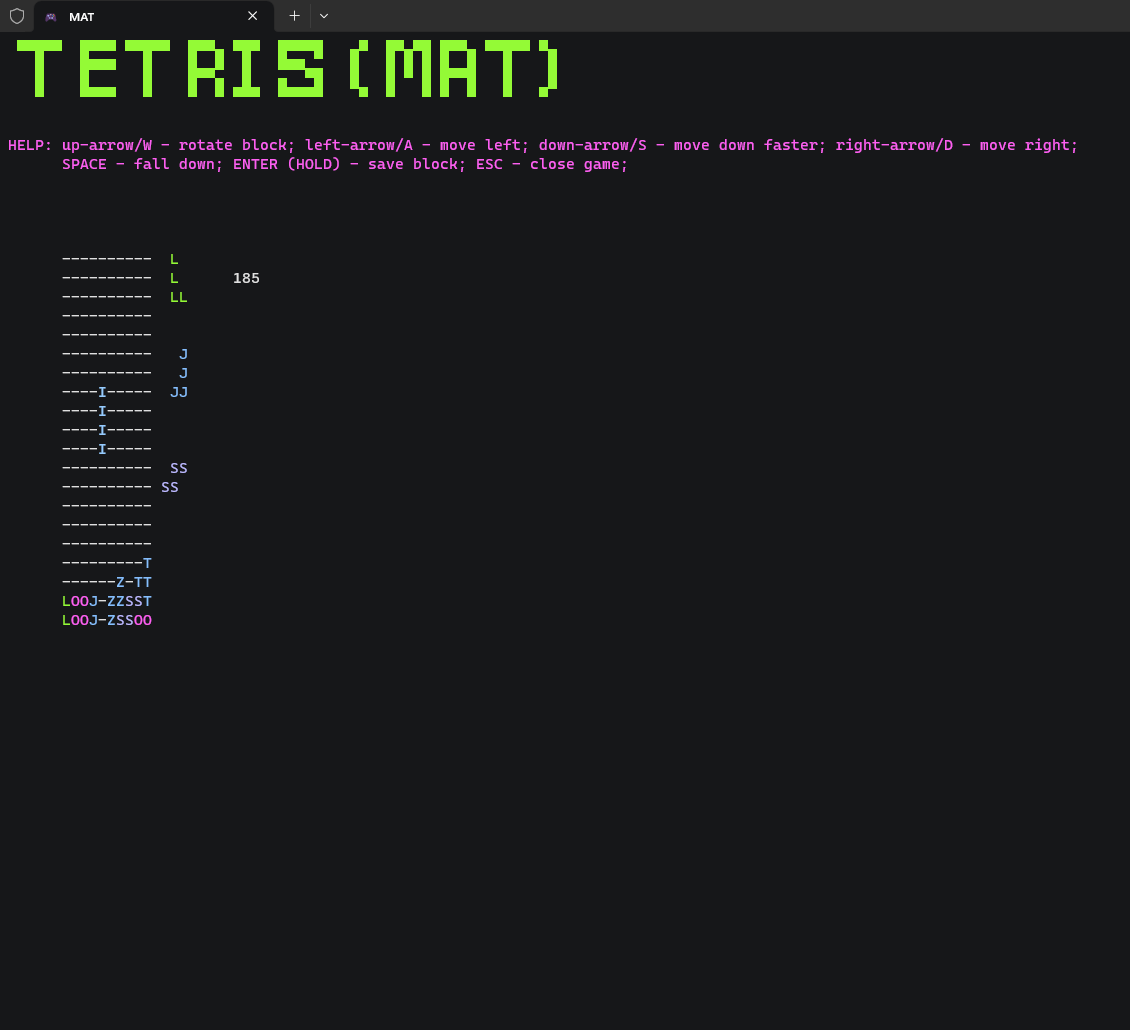 MAT
TETRIS(MAT)
HELP: up-arrow/W - rotate block; left-arrow/A - move left; down-arrow/S - move down faster; right-arrow/D - move right;
SPACE - fall down; ENTER (HOLD) - save block; ESC - close game;
---------- L
---------- L 185
---------- LL
----------
----------
---------- J
---------- J
----I----- JJ
----I-----
----I-----
----I-----
---------- SS
---------- SS
----------
----------
----------
---------T
------Z-TT
LOOJ-ZZSST
LOOJ-ZSSOO